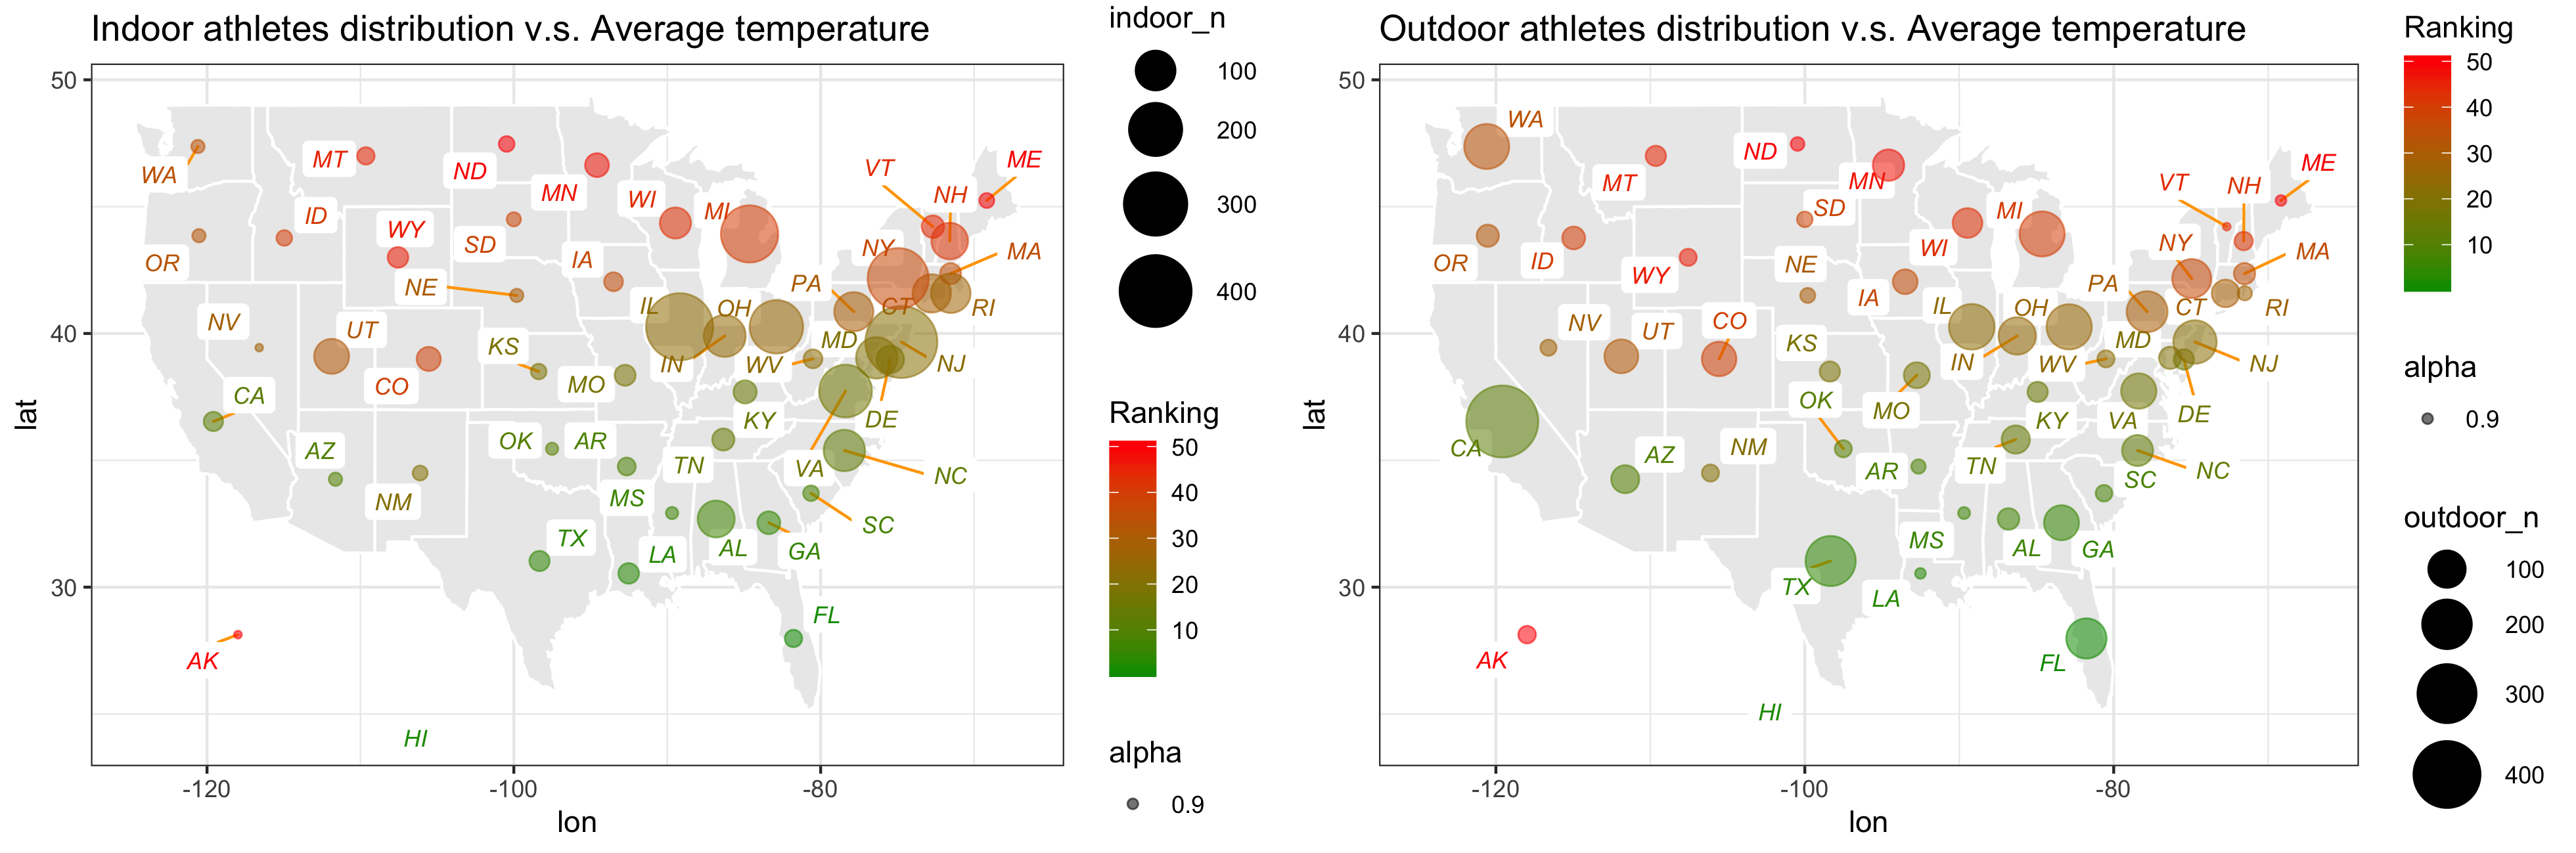 Indoor athletes distribution v.s. Average temperature
50
40
30
lat
-120
-100
-80
lon
WA
MT
ND
MN
WI
MI
VT
NH
ME
OR
ID
WY
SD
IA
NY
MA
NE
PA
NV
UT
CO
KS
MO
IL
IN
OH
WV
MD
CT
RI
NJ
DE
CA
AZ
NM
OK
AR
TN
KY
VA
NC
SC
MS
TX
LA
AL
GA
FL
AK
HI
indoor_n
100
200
300
400
Ranking
50
40
30
20
10
alpha
0.9
Outdoor athletes distribution v.s. Average temperature
50
40
30
lat
-120
-100
-80
lon
WA
MT
ND
MN
SD
WI
MI
VT
NH
ME
OR
ID
WY
NE
IA
NY
MA
PA
NV
UT
CO
KS
IL
IN
OH
WV
MD
CT
RI
NJ
DE
CA
AZ
NM
OK
MO
AR
TN
KY
VA
NC
SC
MS
TX
LA
AL
GA
FL
AK
HI
Ranking
50
40
30
20
10
alpha
0.9
outdoor_n
100
200
300
400